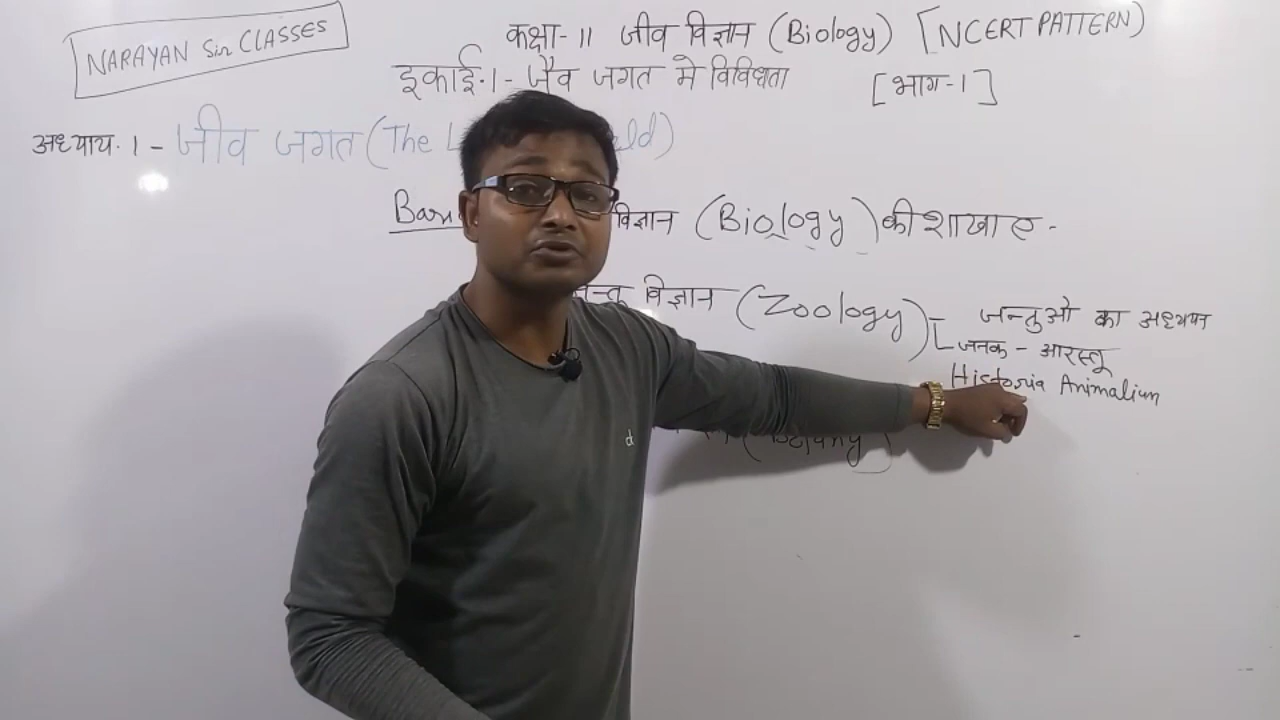 NARAYAN Sir CLASSES
कक्षा-11 जीव विज्ञान (Biology) [NCERT PATTERN)
इकाई.1- जैव जगत मे विविधता [भाग-1]
अध्याय.1 - जीव जगत (The
विज्ञान (Biology) की शाखाए -
विज्ञान (Zoology) - जन्तुओ का अध्ययन
जनक - आरस्तू
Historia Animalium